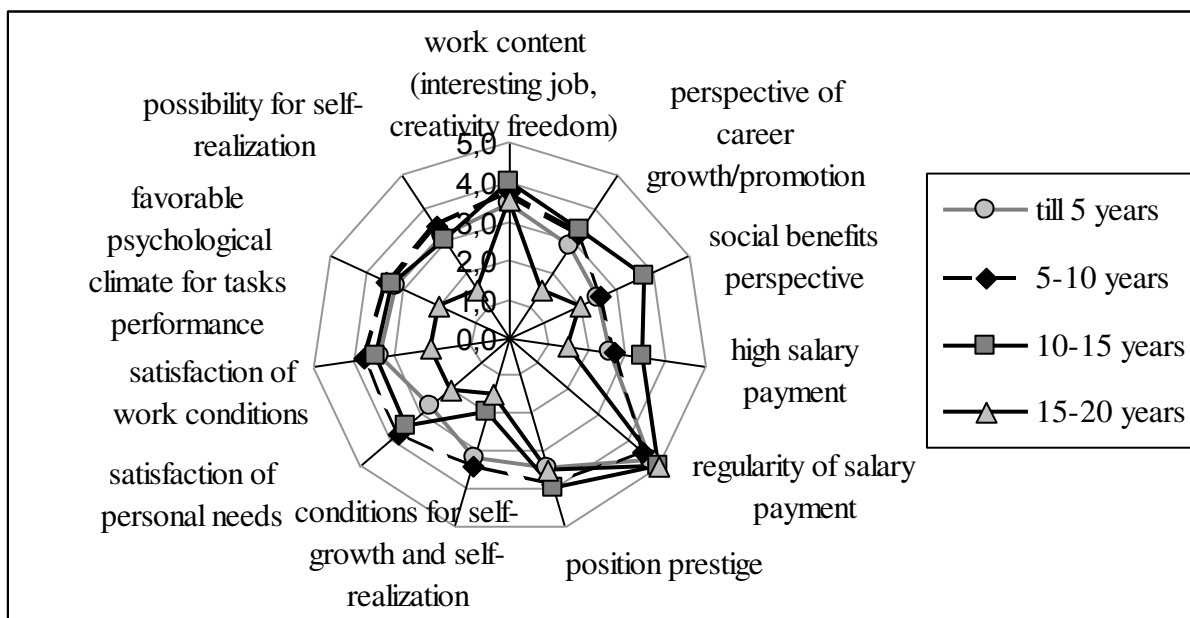 work content
(interesting job,
creativity freedom)
perspective of
career
growth/promotion
social benefits
perspective
high salary
payment
regularity of salary
payment
position prestige
conditions for self-
growth and self-
realization
satisfaction of
personal needs
satisfaction of
work conditions
favorable
psychological
climate for tasks
performance
possibility for self-
realization
5,0
4,0
3,0
2,0
1,0
0,0
till 5 years
5-10 years
10-15 years
15-20 years